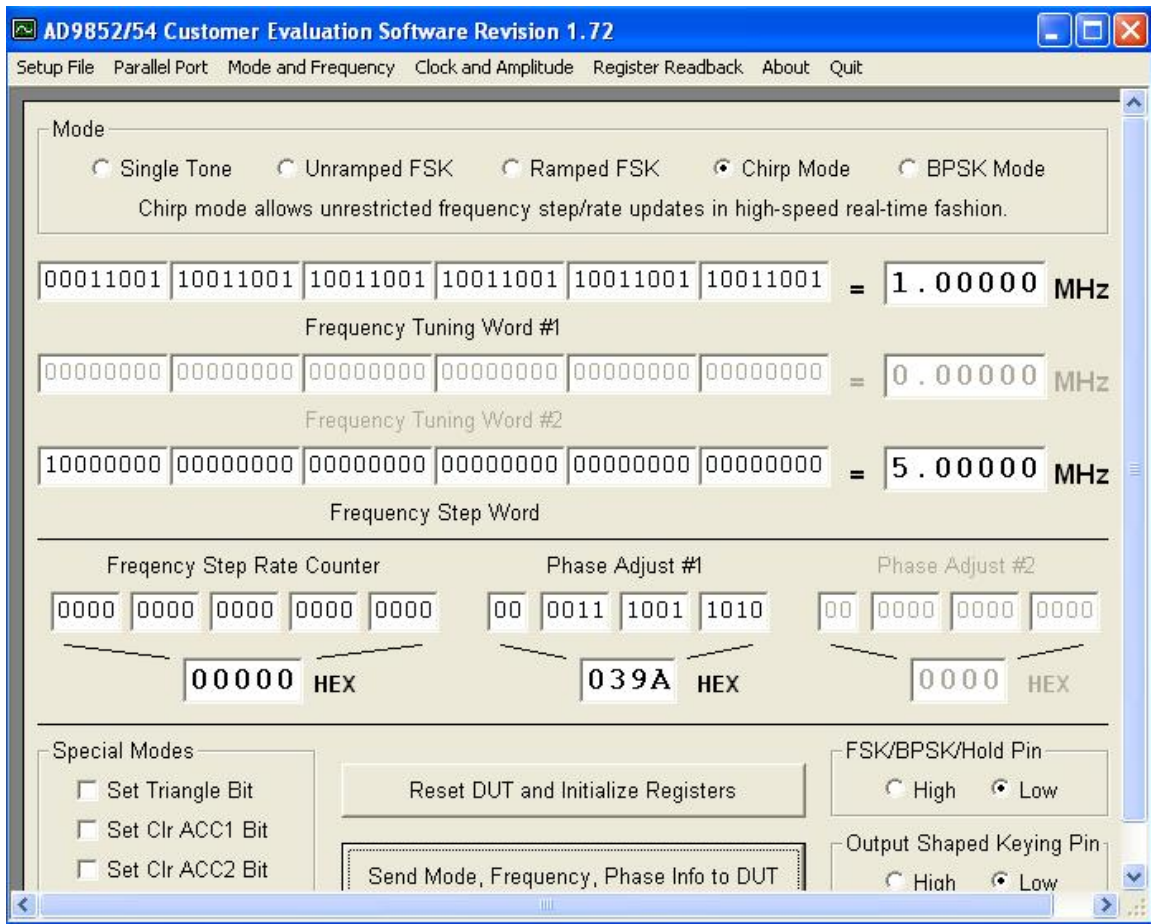 AD9852/54 Customer Evaluation Software Revision 1.72
Setup File Parallel Port Mode and Frequency Clock and Amplitude Register Readback About Quit
Mode
Single Tone Unramped FSK Ramped FSK Chirp Mode BPSK Mode
Chirp mode allows unrestricted frequency step/rate updates in high-speed real-time fashion.
00011001 10011001 10011001 10011001 10011001 10011001 = 1.00000 MHz
Frequency Tuning Word #1
00000000 00000000 00000000 00000000 00000000 00000000 = 0.00000 MHz
Frequency Tuning Word #2
10000000 00000000 00000000 00000000 00000000 00000000 = 5.00000 MHz
Frequency Step Word
Freqency Step Rate Counter Phase Adjust #1 Phase Adjust #2
0000 0000 0000 0000 0000 00 0011 1001 1010 00 0000 0000 0000
00000 HEX 039A HEX 0000 HEX
Special Modes
Set Triangle Bit
Set Clr ACC1 Bit
Set Clr ACC2 Bit
Reset DUT and Initialize Registers
Send Mode, Frequency, Phase Info to DUT
FSK/BPSK/Hold Pin
High Low
Output Shaped Keying Pin
High Low